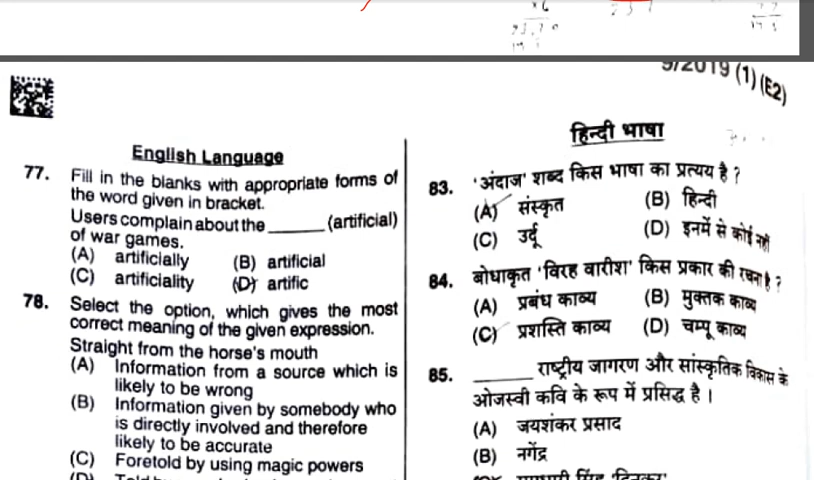 9/2019 (1) (E2)
English Language
77. Fill in the blanks with appropriate forms of
the word given in bracket.
Users complain about the ______ (artificial)
of war games.
(A) artificially (B) artificial
(C) artificiality (D) artific
78. Select the option, which gives the most
correct meaning of the given expression.
Straight from the horse's mouth
(A) Information from a source which is
likely to be wrong
(B) Information given by somebody who
is directly involved and therefore
likely to be accurate
(C) Foretold by using magic powers
हिन्दी भाषा
83. 'अंदाज' शब्द किस भाषा का प्रत्यय है ?
(A) संस्कृत (B) हिन्दी
(C) उर्दू (D) इनमें से कोई नहीं
84. बोधाकृत 'विरह वारीश' किस प्रकार की रचना है ?
(A) प्रबंध काव्य (B) मुक्तक काव्य
(C) प्रशस्ति काव्य (D) चम्पू काव्य
85. ______ राष्ट्रीय जागरण और सांस्कृतिक विकास के
ओजस्वी कवि के रूप में प्रसिद्ध है ।
(A) जयशंकर प्रसाद
(B) नगेंद्र